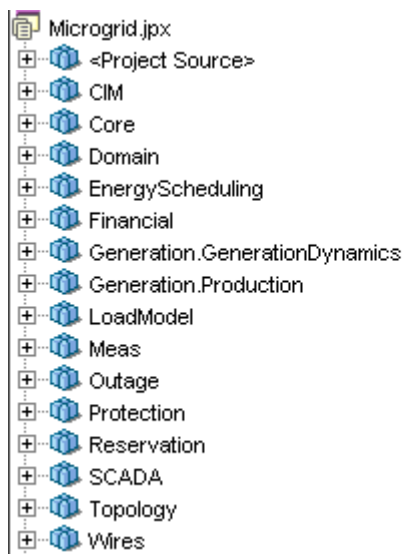 Microgrid.jpx
<Project Source>
CIM
Core
Domain
EnergyScheduling
Financial
Generation.GenerationDynamics
Generation.Production
LoadModel
Meas
Outage
Protection
Reservation
SCADA
Topology
Wires